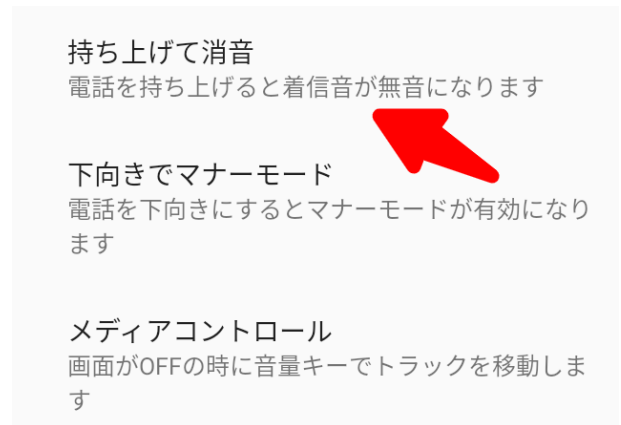 持ち上げて消音
電話を持ち上げると着信音が無音になります
下向きでマナーモード
電話を下向きにするとマナーモードが有効になり
ます
メディアコントロール
画面がOFFの時に音量キーでトラックを移動しま
す